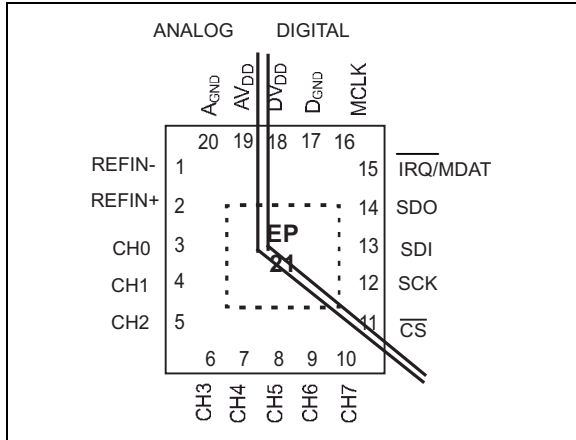 ANALOG DIGITAL
AGND AVDD DVDD DGND MCLK
20 19 18 17 16
REFIN- 1 15 IRQ/MDAT
REFIN+ 2 14 SDO
EP
CH0 3 13 SDI
21
CH1 4 12 SCK
CH2 5 11 CS
6 7 8 9 10
CH3 CH4 CH5 CH6 CH7